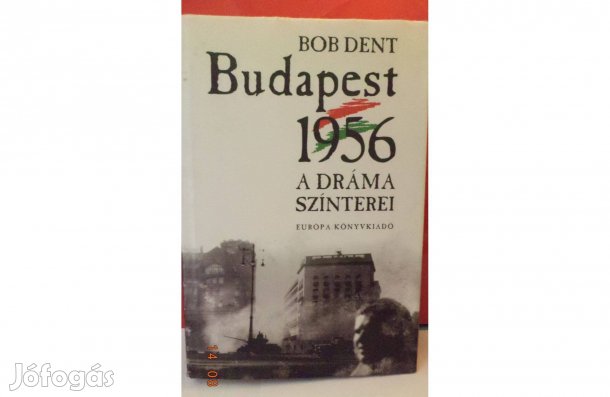 BOB DENT
Budapest
1956
A DRÁMA
SZÍNTEREI
EURÓPA KÖNYVKIADÓ
Jófogás